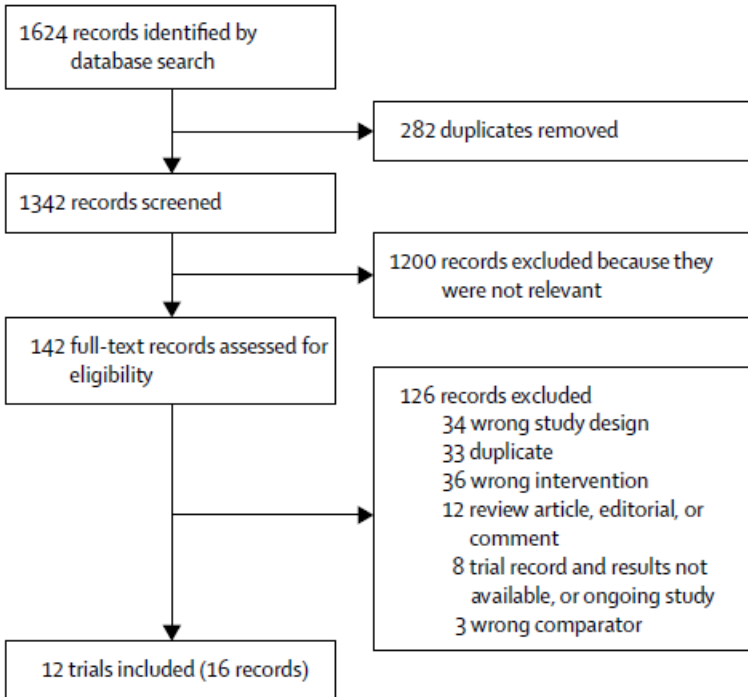 1624 records identified by
database search
282 duplicates removed
1342 records screened
1200 records excluded because they
were not relevant
142 full-text records assessed for
eligibility
126 records excluded
34 wrong study design
33 duplicate
36 wrong intervention
12 review article, editorial, or
comment
8 trial record and results not
available, or ongoing study
3 wrong comparator
12 trials included (16 records)